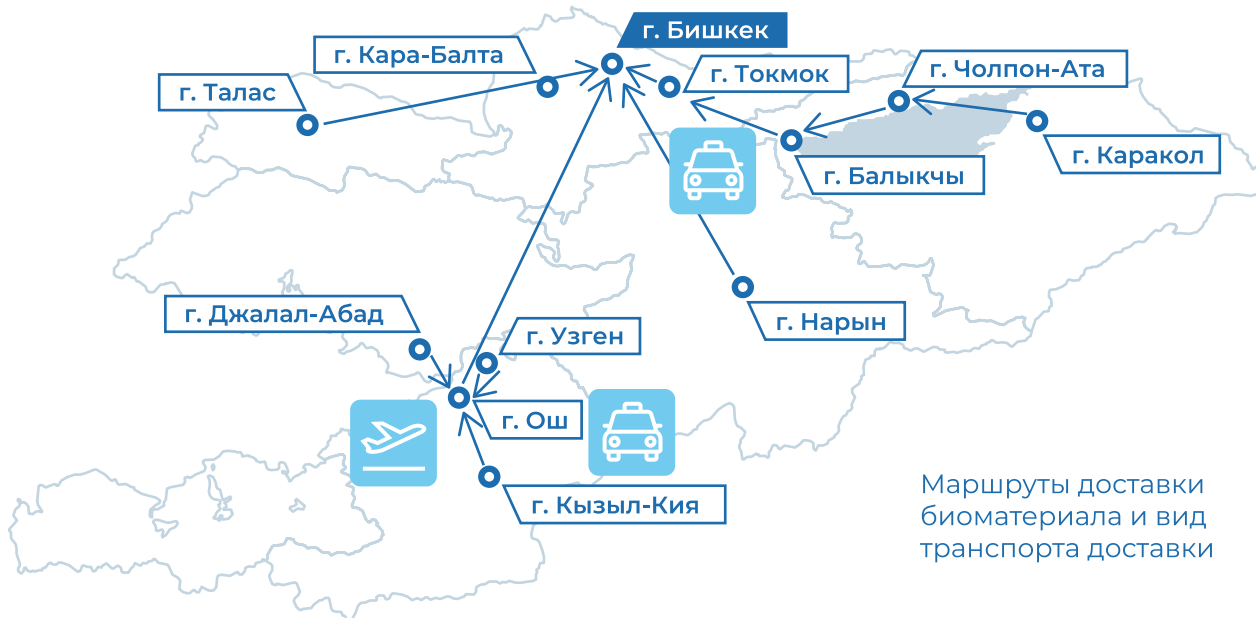 г. Бишкек
г. Кара-Балта
г. Токмок
г. Чолпон-Ата
г. Талас
г. Каракол
г. Балыкчы
г. Джалал-Абад
г. Узген
г. Нарын
г. Ош
г. Кызыл-Кия
Маршруты доставки
биоматериала и вид
транспорта доставки